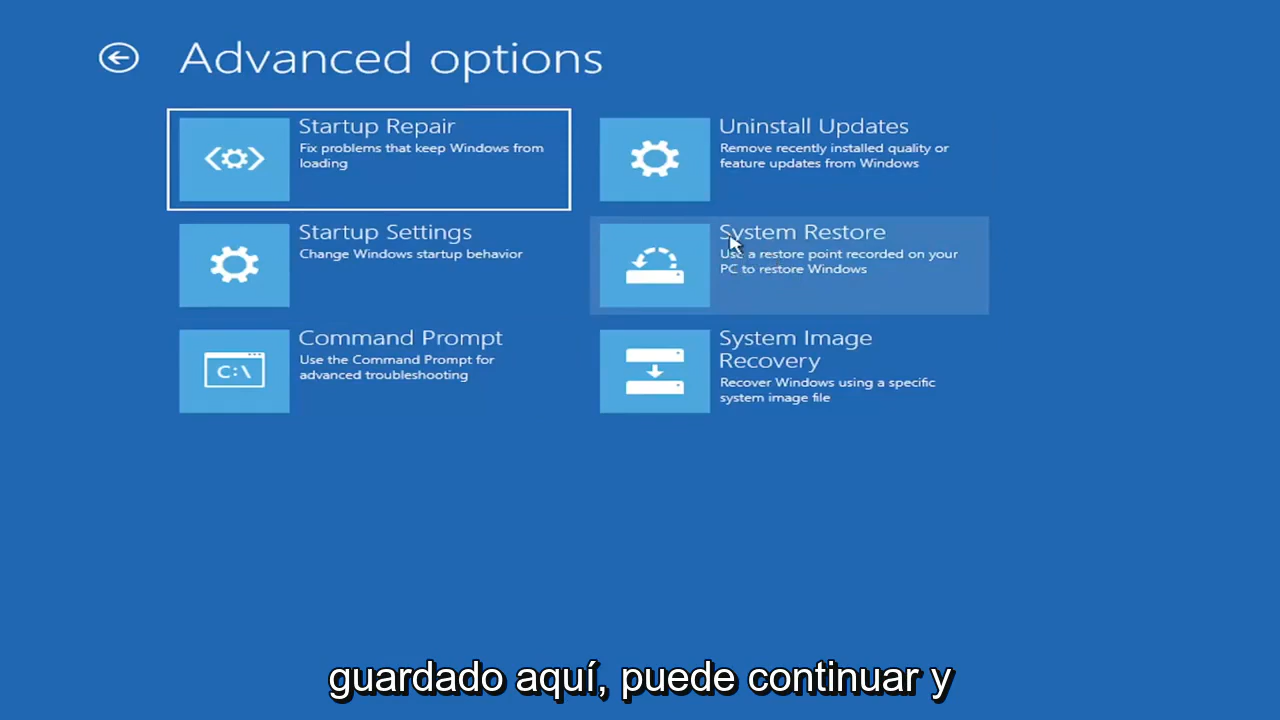 Advanced options
Startup Repair
Fix problems that keep Windows from
loading
Uninstall Updates
Remove recently installed quality or
feature updates from Windows
Startup Settings
Change Windows startup behavior
System Restore
Use a restore point recorded on your
PC to restore Windows
Command Prompt
Use the Command Prompt for
advanced troubleshooting
C:\
System Image
Recovery
Recover Windows using a specific
system image file
guardado aquí, puede continuar y